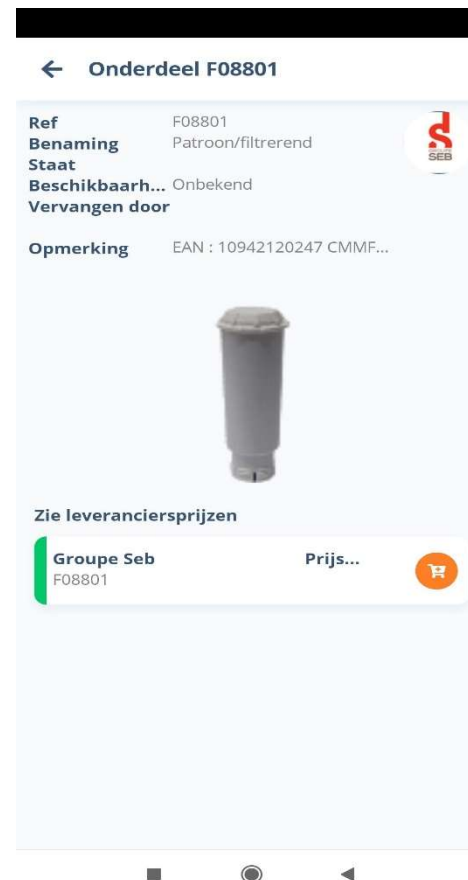 Onderdeel F08801
Ref F08801
Benaming Patroon/filtrerend
Staat
Beschikbaarh... Onbekend
Vervangen door
Opmerking EAN : 10942120247 CMMF...
GROUPE
SEB
Zie leveranciersprijzen
Groupe Seb Prijs...
F08801